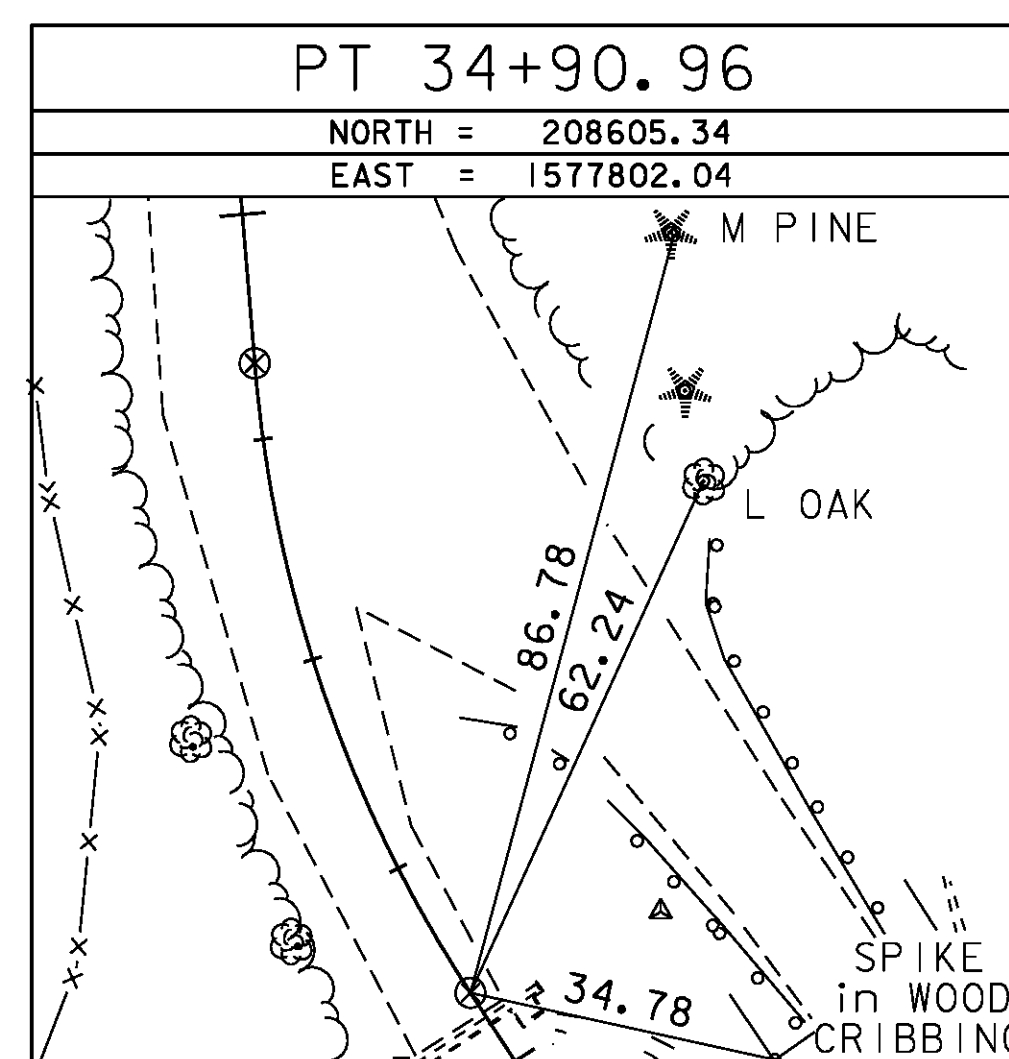 PT 34+90.96
NORTH = 208605.34
EAST = 1577802.04
M PINE
L OAK
86.78
62.24
34.78
SPIKE
in WOOD
CRIBBING